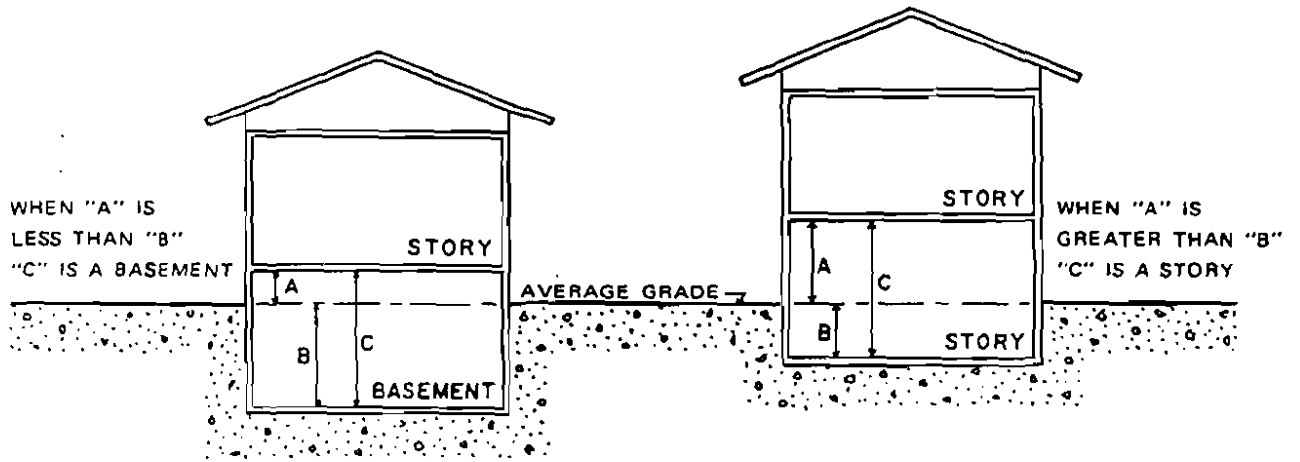 WHEN "A" IS
LESS THAN "B"
"C" IS A BASEMENT
STORY
A
B
C
BASEMENT
AVERAGE GRADE
STORY
A
C
B
STORY
WHEN "A" IS
GREATER THAN "B"
"C" IS A STORY